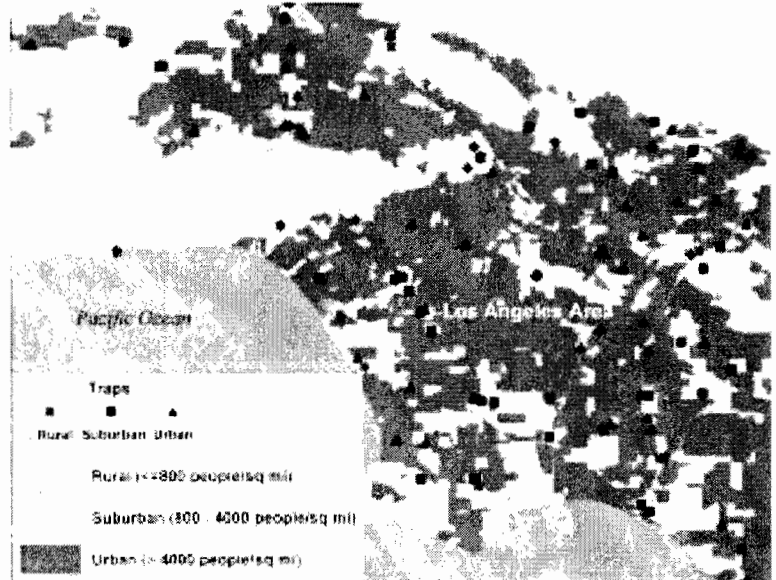 Los Angeles Area
Pacific Ocean
Traps
Rural Suburban Urban
Rural (<=800 people/sq mi)
Suburban (800 - 4000 people/sq mi)
Urban (> 4000 people/sq mi)